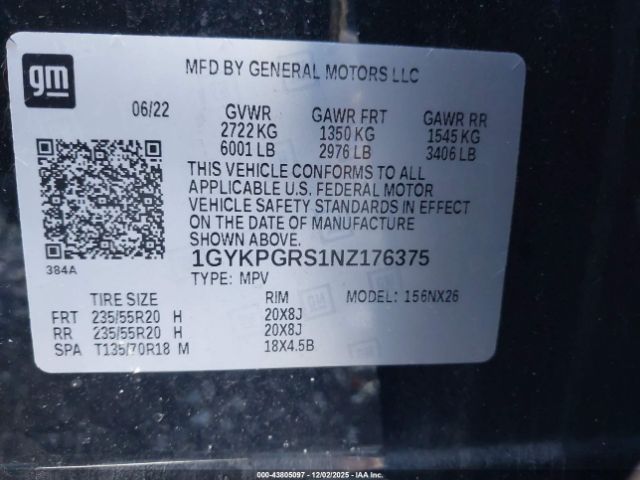 gm
MFD BY GENERAL MOTORS LLC
06/22 GVWR GAWR FRT GAWR RR
2722 KG 1350 KG 1545 KG
6001 LB 2976 LB 3406 LB
THIS VEHICLE CONFORMS TO ALL
APPLICABLE U.S. FEDERAL MOTOR
VEHICLE SAFETY STANDARDS IN EFFECT
ON THE DATE OF MANUFACTURE
SHOWN ABOVE.
384A
1GYKPGRS1NZ176375
TYPE: MPV
TIRE SIZE RIM MODEL: 156NX26
FRT 235/55R20 H 20X8J
RR 235/55R20 H 20X8J
SPA T135/70R18 M 18X4.5B
© 2025 - #43805097 - 12/02/2025 - IAA Holdings, LLC